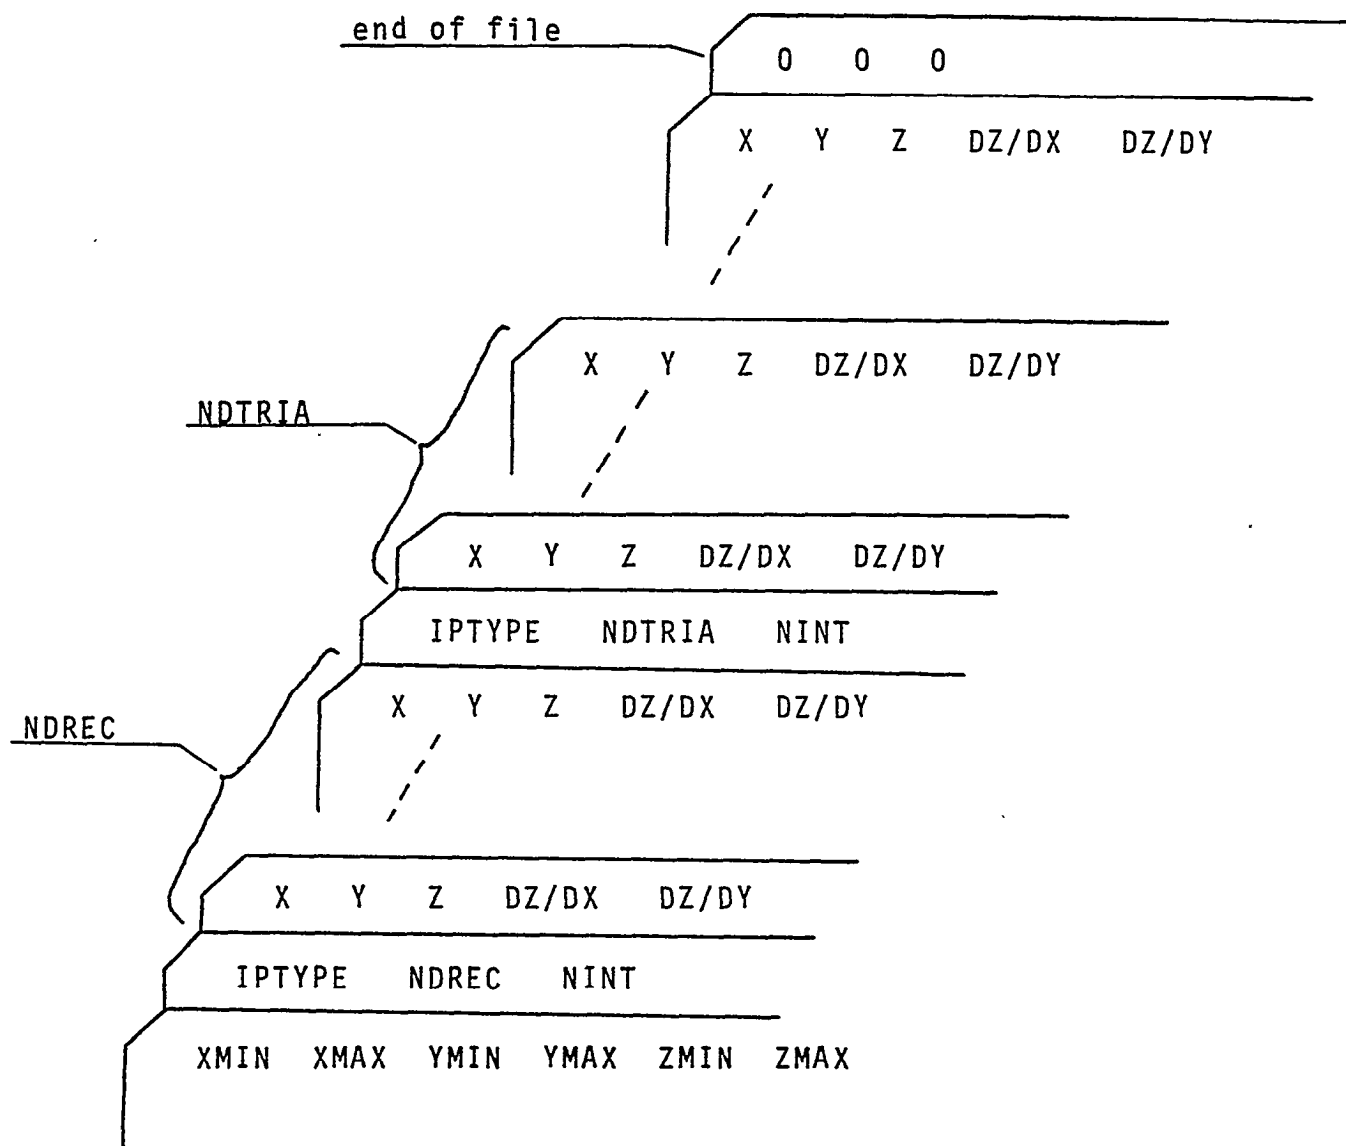 end of file
0 0 0
X Y Z DZ/DX DZ/DY
X Y Z DZ/DX DZ/DY
NDTRIA
X Y Z DZ/DX DZ/DY
IPTYPE NDTRIA NINT
X Y Z DZ/DX DZ/DY
NDREC
X Y Z DZ/DX DZ/DY
IPTYPE NDREC NINT
XMIN XMAX YMIN YMAX ZMIN ZMAX